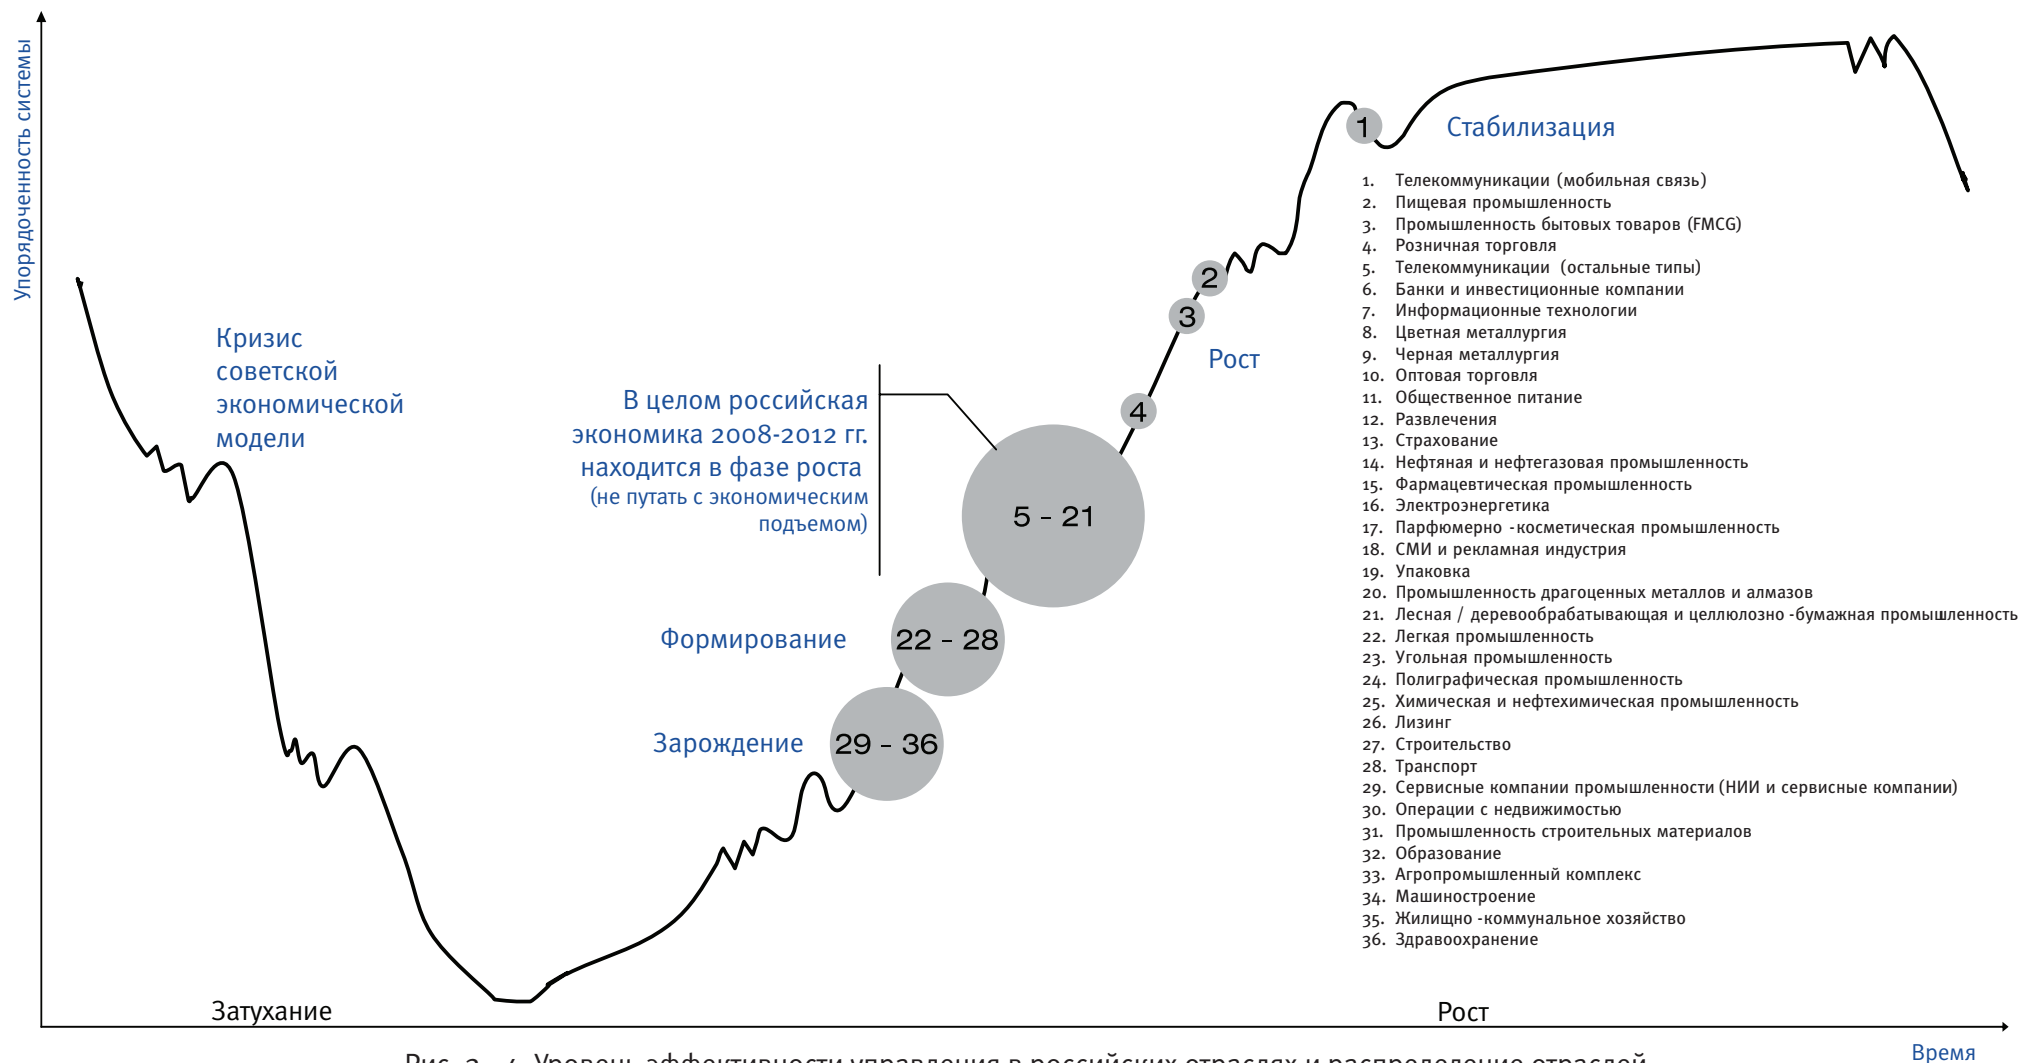 Упорядоченность системы
Кризис
советской
экономической
модели
В целом российская
экономика 2008-2012 гг.
находится в фазе роста
(не путать с экономическим
подъемом)
Формирование
Зарождение
29 - 36
22 - 28
5 - 21
4
3
2
1
Рост
Стабилизация
1. Телекоммуникации (мобильная связь)
2. Пищевая промышленность
3. Промышленность бытовых товаров (FMCG)
4. Розничная торговля
5. Телекоммуникации (остальные типы)
6. Банки и инвестиционные компании
7. Информационные технологии
8. Цветная металлургия
9. Черная металлургия
10. Оптовая торговля
11. Общественное питание
12. Развлечения
13. Страхование
14. Нефтяная и нефтегазовая промышленность
15. Фармацевтическая промышленность
16. Электроэнергетика
17. Парфюмерно -косметическая промышленность
18. СМИ и рекламная индустрия
19. Упаковка
20. Промышленность драгоценных металлов и алмазов
21. Лесная / деревообрабатывающая и целлюлозно -бумажная промышленность
22. Легкая промышленность
23. Угольная промышленность
24. Полиграфическая промышленность
25. Химическая и нефтехимическая промышленность
26. Лизинг
27. Строительство
28. Транспорт
29. Сервисные компании промышленности (НИИ и сервисные компании)
30. Операции с недвижимостью
31. Промышленность строительных материалов
32. Образование
33. Агропромышленный комплекс
34. Машиностроение
35. Жилищно -коммунальное хозяйство
36. Здравоохранение
Затухание
Рост
Время
Рис. Уровень эффективности управления в российских отраслях и распределение отраслей